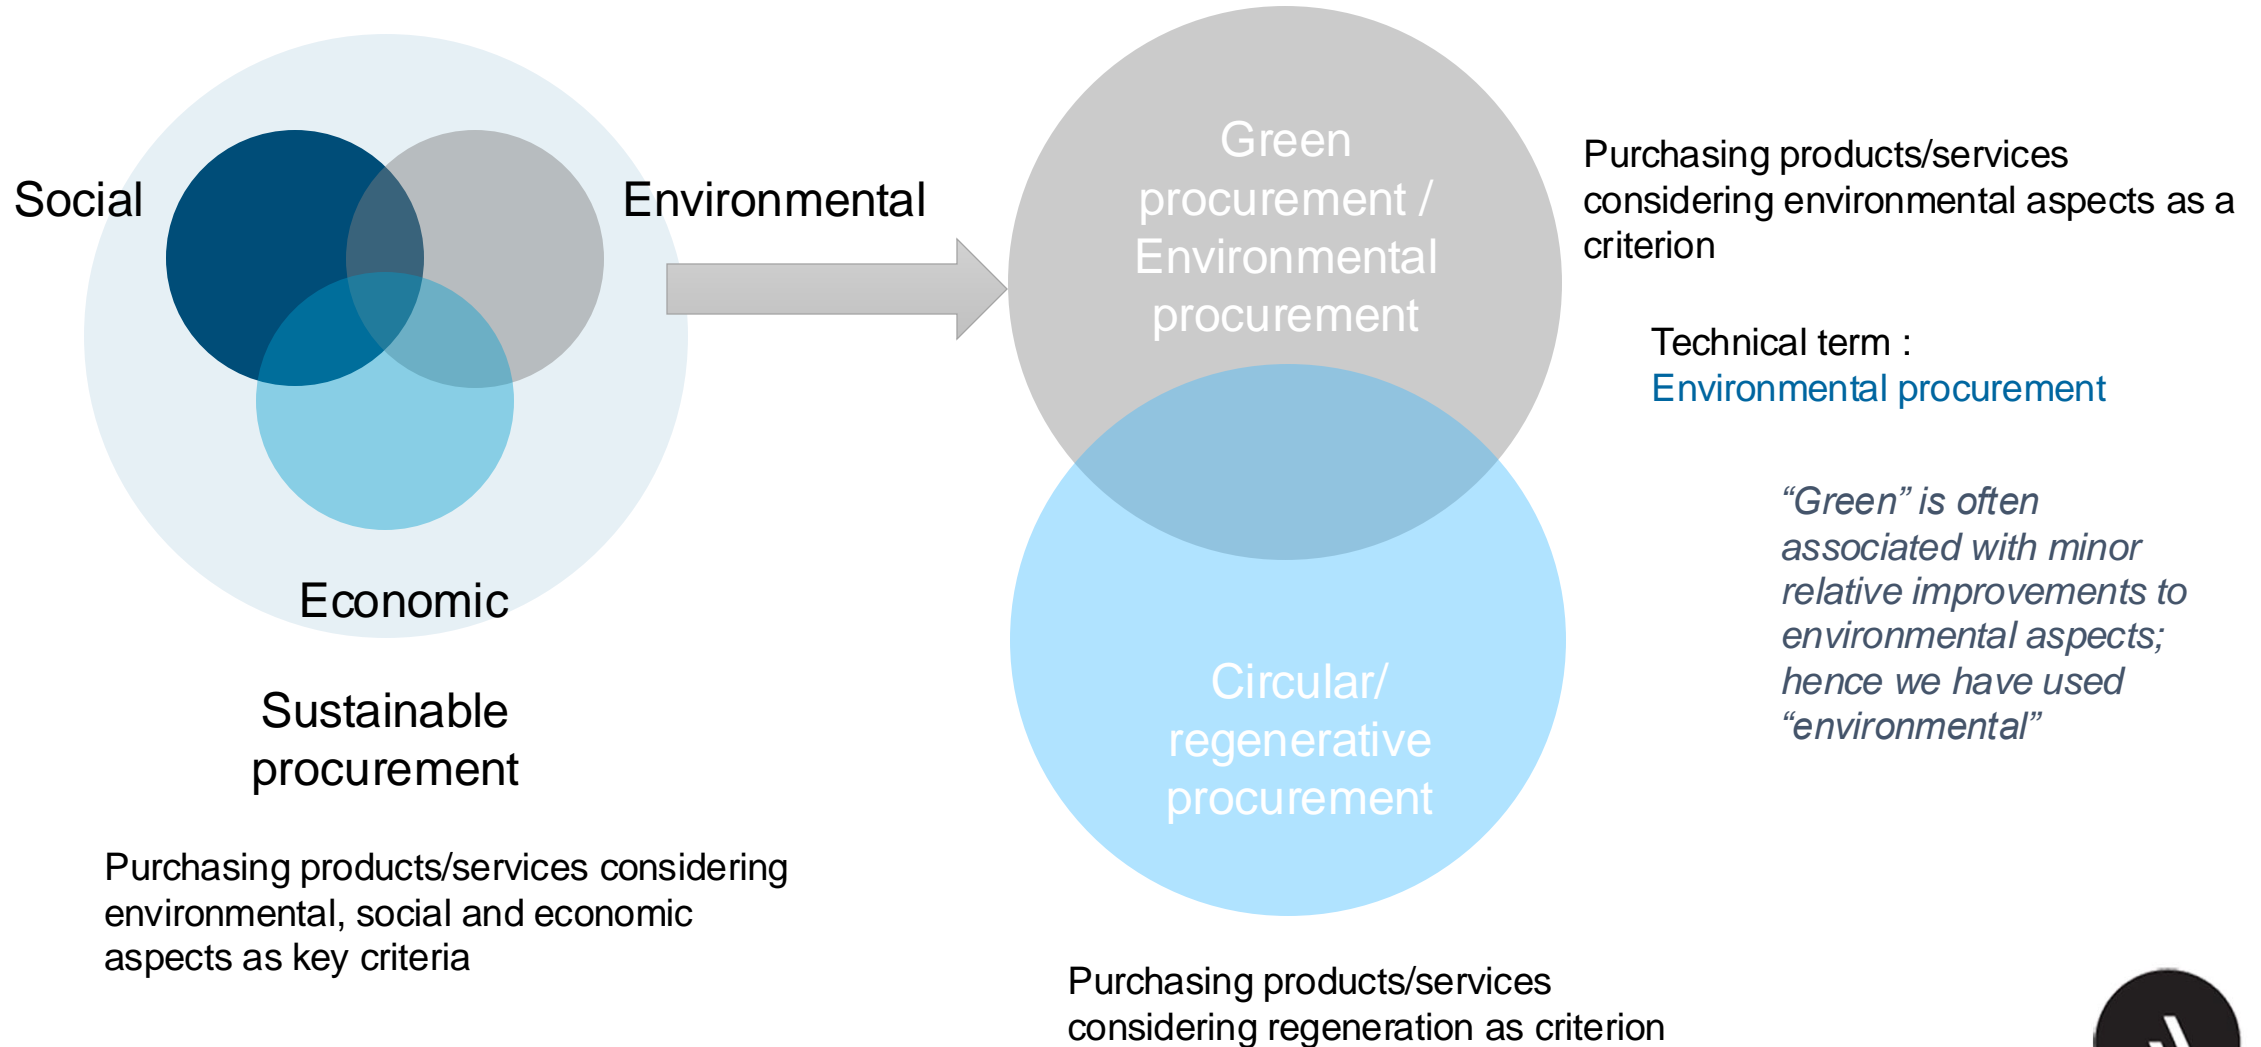 Social
Environmental
Economic
Sustainable
procurement
Purchasing products/services considering
environmental, social and economic
aspects as key criteria
Green
procurement /
Environmental
procurement
Circular/
regenerative
procurement
Purchasing products/services
considering regeneration as criterion
Purchasing products/services
considering environmental aspects as a
criterion
Technical term :
Environmental procurement
“Green” is often
associated with minor
relative improvements to
environmental aspects;
hence we have used
“environmental”